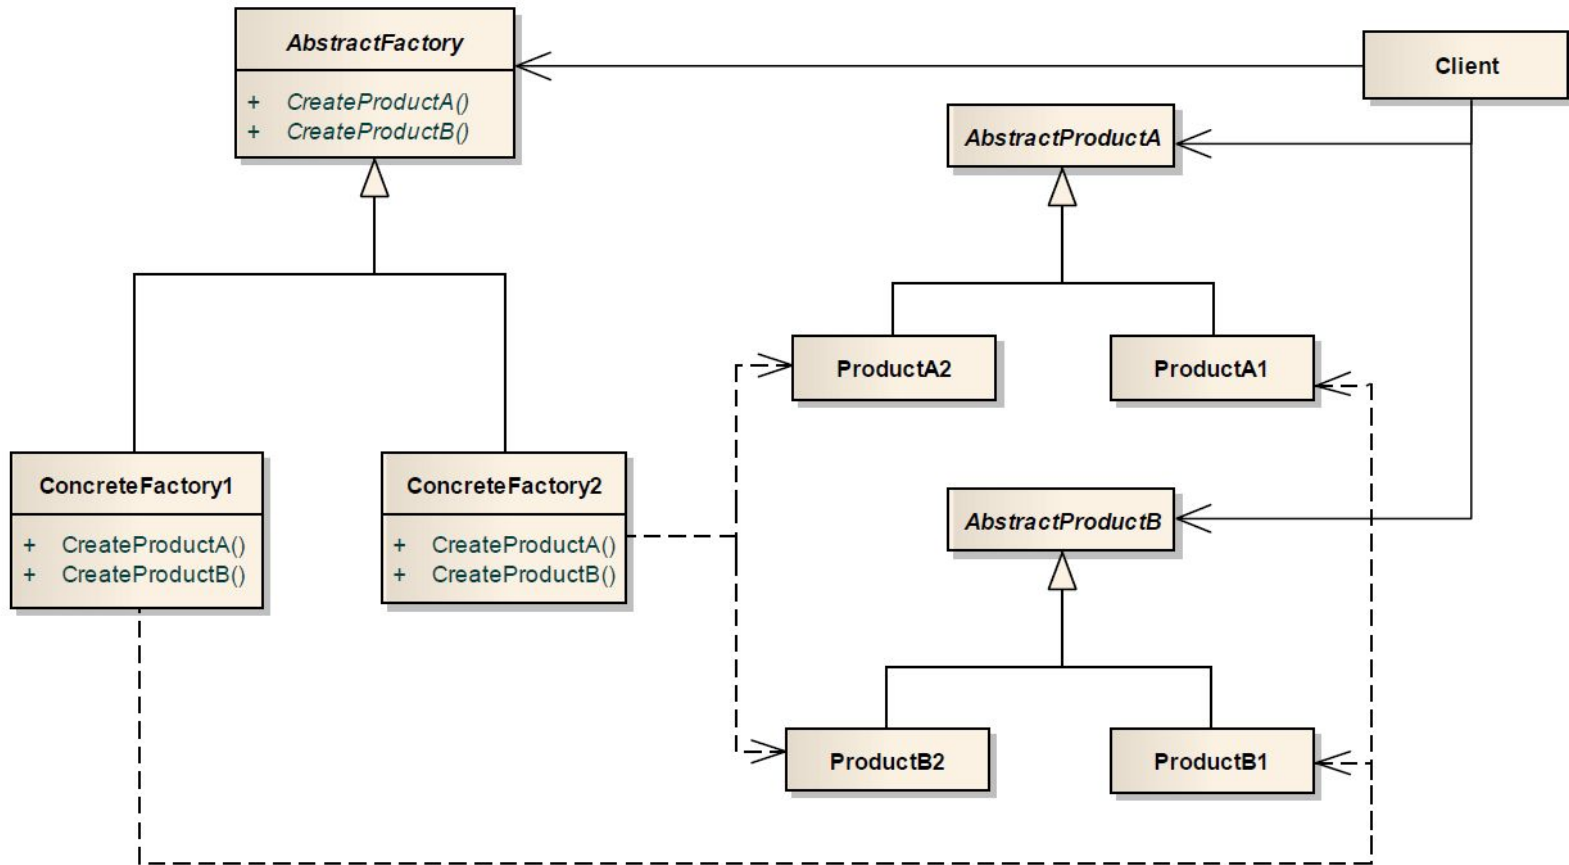 AbstractFactory
+ CreateProductA()
+ CreateProductB()
Client
AbstractProductA
ProductA2
ProductA1
ConcreteFactory1
+ CreateProductA()
+ CreateProductB()
ConcreteFactory2
+ CreateProductA()
+ CreateProductB()
AbstractProductB
ProductB2
ProductB1